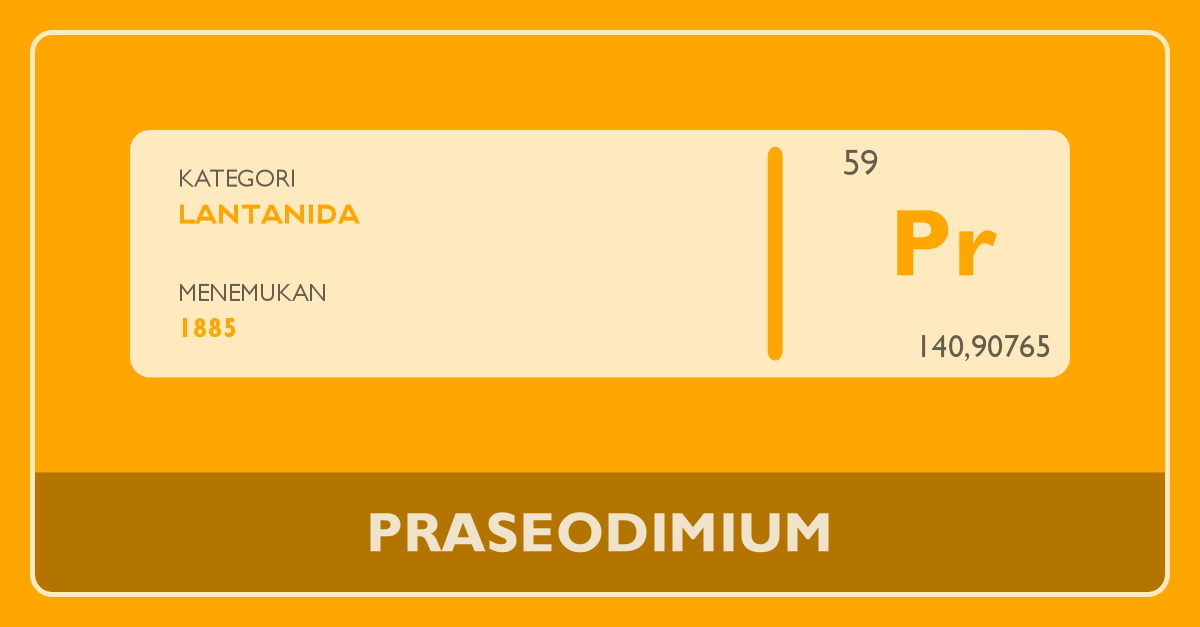 KATEGORI
LANTANIDA
MENEMUKAN
1885
59
Pr
140,90765
PRASEODIMIUM